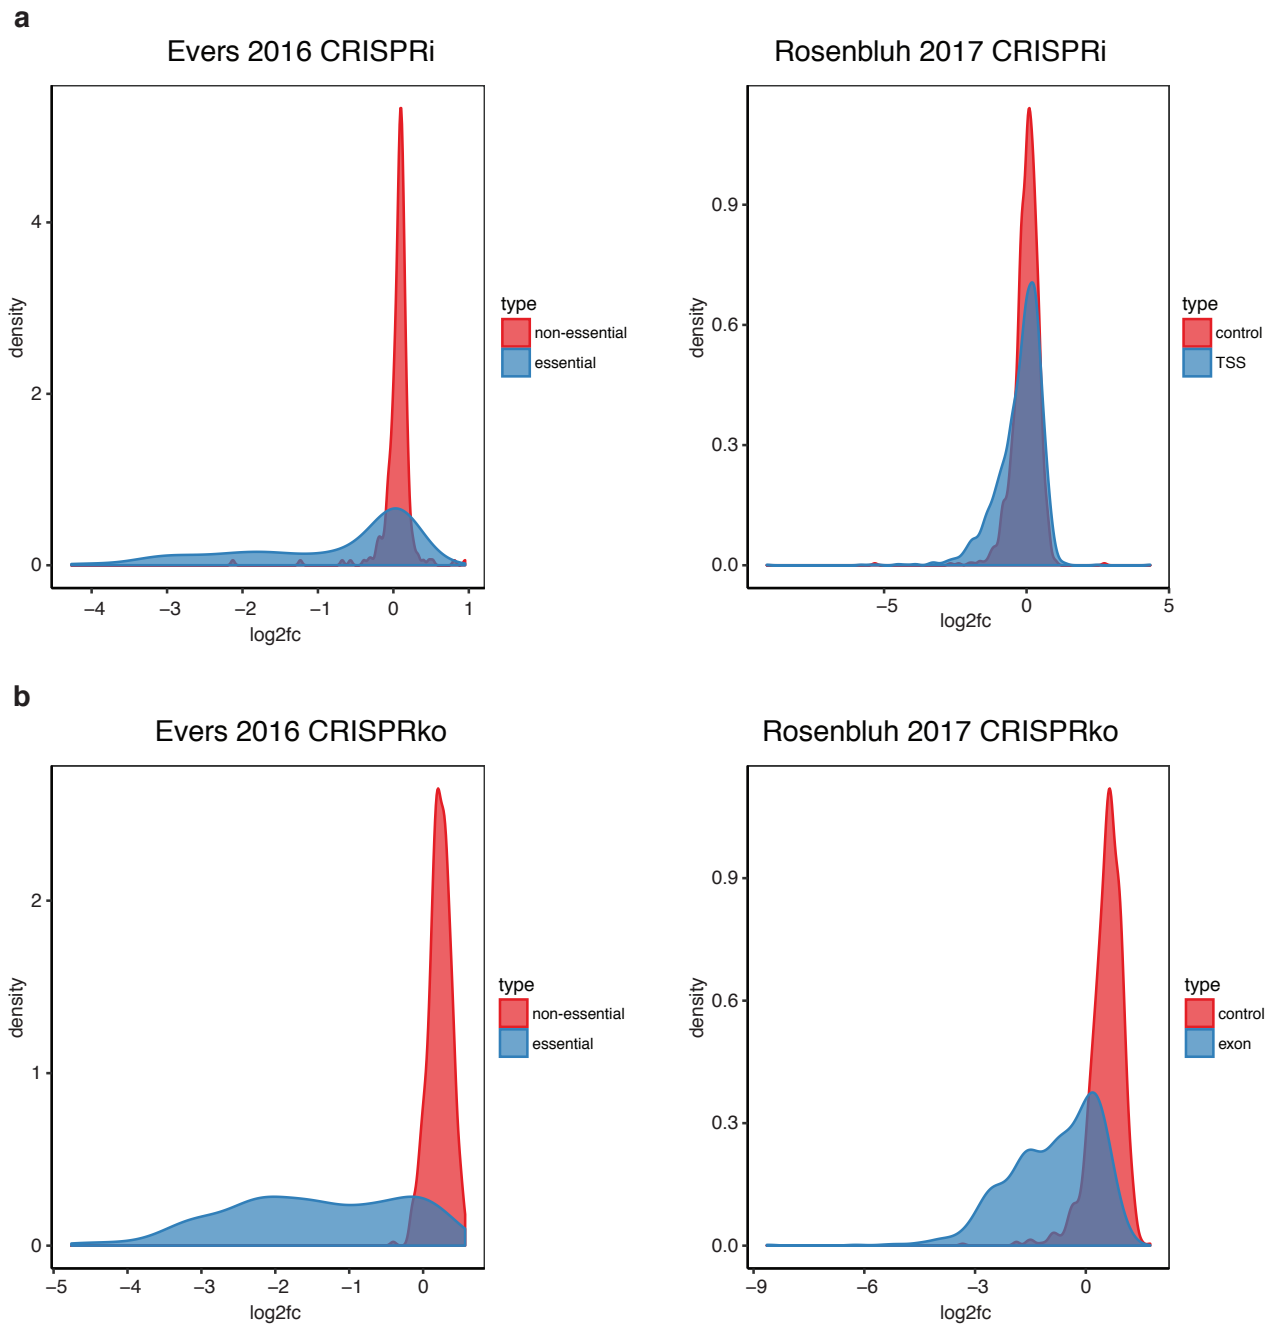 a
Evers 2016 CRISPRi
density
4
2
0
−4 −3 −2 −1 0 1
log2fc
type
non-essential
essential
Rosenbluh 2017 CRISPRi
density
0.9
0.6
0.3
0.0
−5 0 5
log2fc
type
control
TSS
b
Evers 2016 CRISPRko
density
2
1
0
−5 −4 −3 −2 −1 0
log2fc
type
non-essential
essential
Rosenbluh 2017 CRISPRko
density
0.9
0.6
0.3
0.0
−9 −6 −3 0
log2fc
type
control
exon